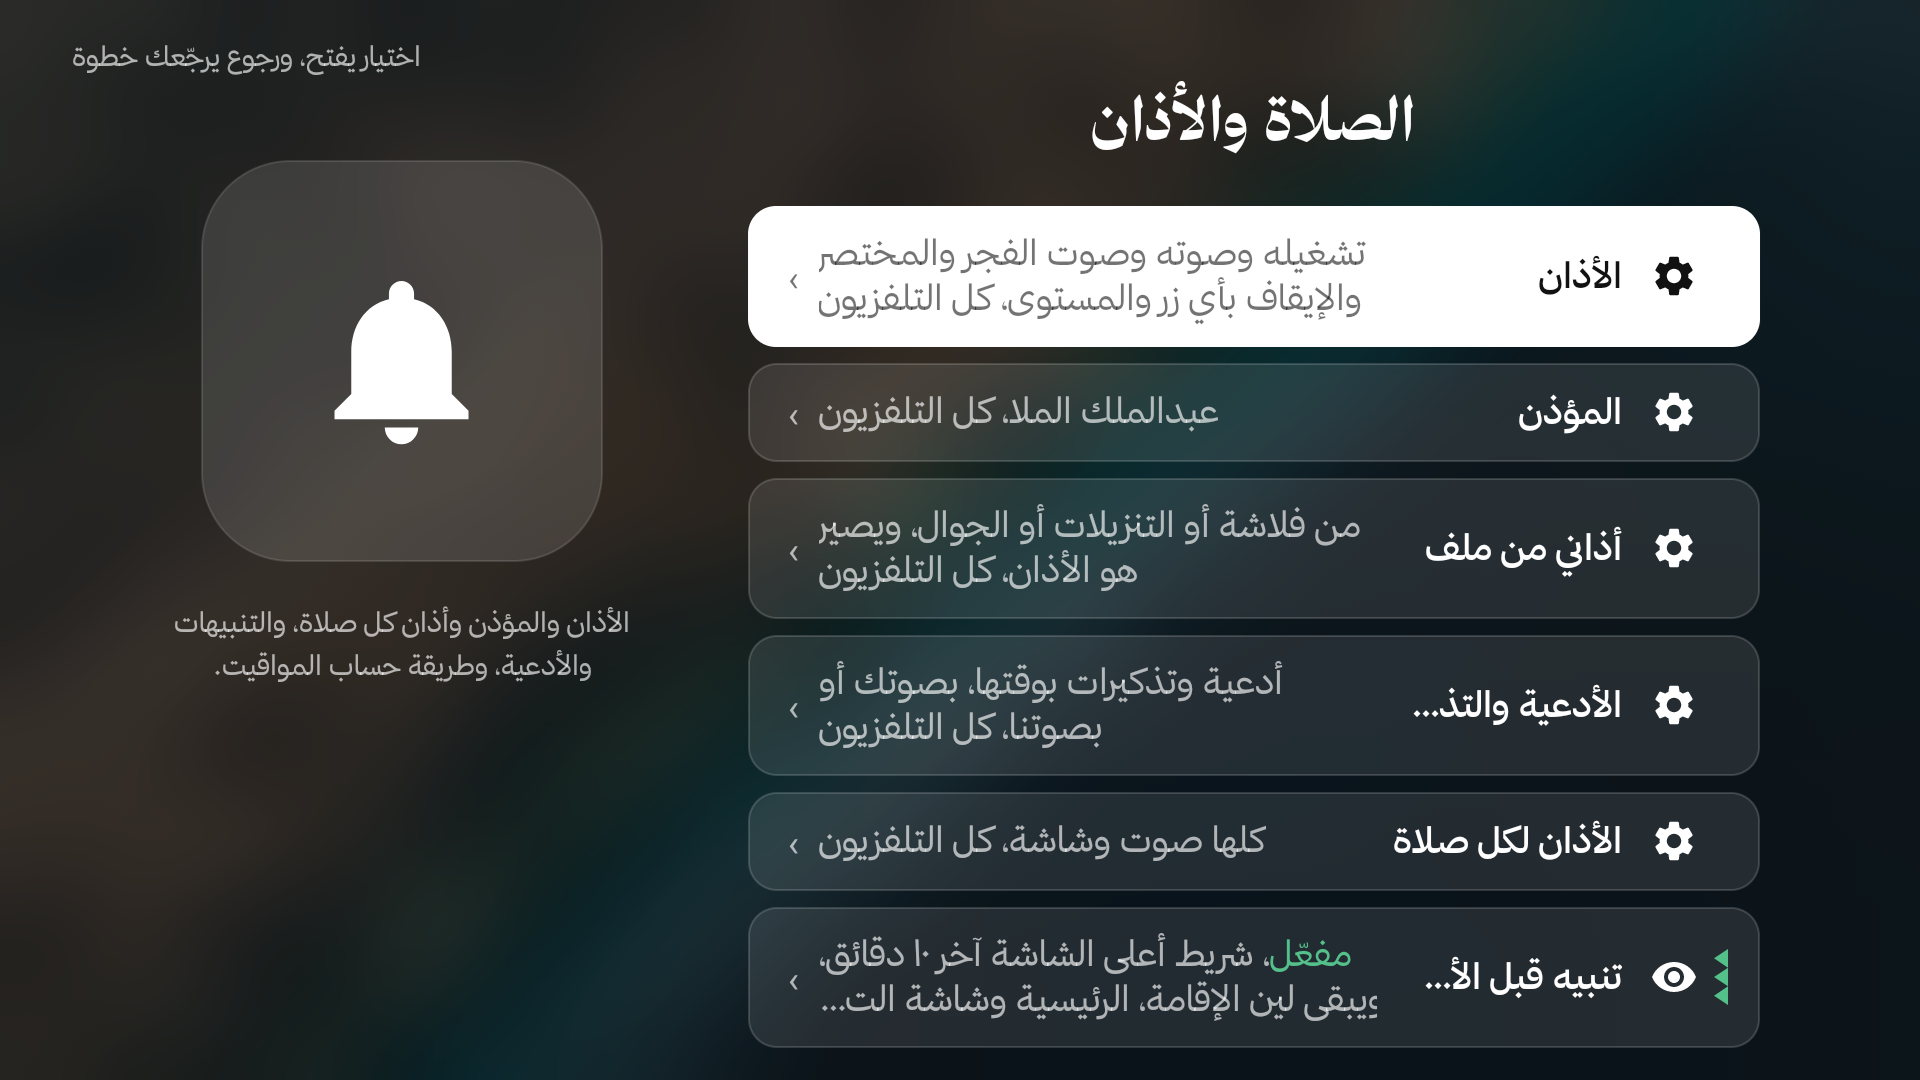 اختيار يفتح، ورجوع يرجّعك خطوة
الصلاة والأذان
الأذان
تشغيله وصوته وصوت الفجر والمختصر
والإيقاف بأي زر والمستوى، كل التلفزيون
المؤذن
عبدالملك الملا، كل التلفزيون
أذاني من ملف
من فلاشة أو التنزيلات أو الجوال، ويصير
هو الأذان، كل التلفزيون
الأدعية والتذ...
أدعية وتذكيرات بوقتها، بصوتك أو
بصوتنا، كل التلفزيون
الأذان لكل صلاة
كلها صوت وشاشة، كل التلفزيون
تنبيه قبل الأ...
مفعّل، شريط أعلى الشاشة آخر ١٠ دقائق،
ويبقى لين الإقامة، الرئيسية وشاشة الت...
الأذان والمؤذن وأذان كل صلاة، والتنبيهات
والأدعية، وطريقة حساب المواقيت.